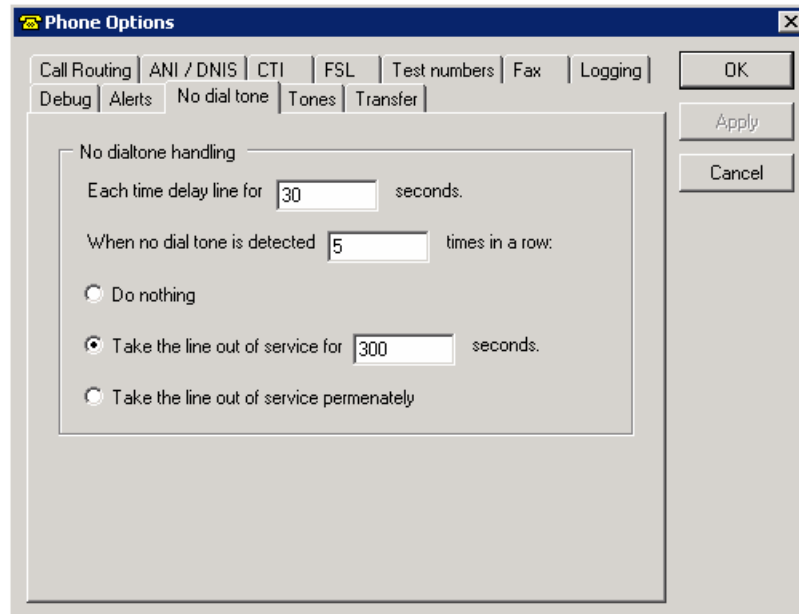 Phone Options
Call Routing ANI / DNIS CTI FSL Test numbers Fax Logging
Debug Alerts No dial tone Tones Transfer
OK
Apply
Cancel
No dialtone handling
Each time delay line for 30 seconds.
When no dial tone is detected 5 times in a row:
Do nothing
Take the line out of service for 300 seconds.
Take the line out of service permenately